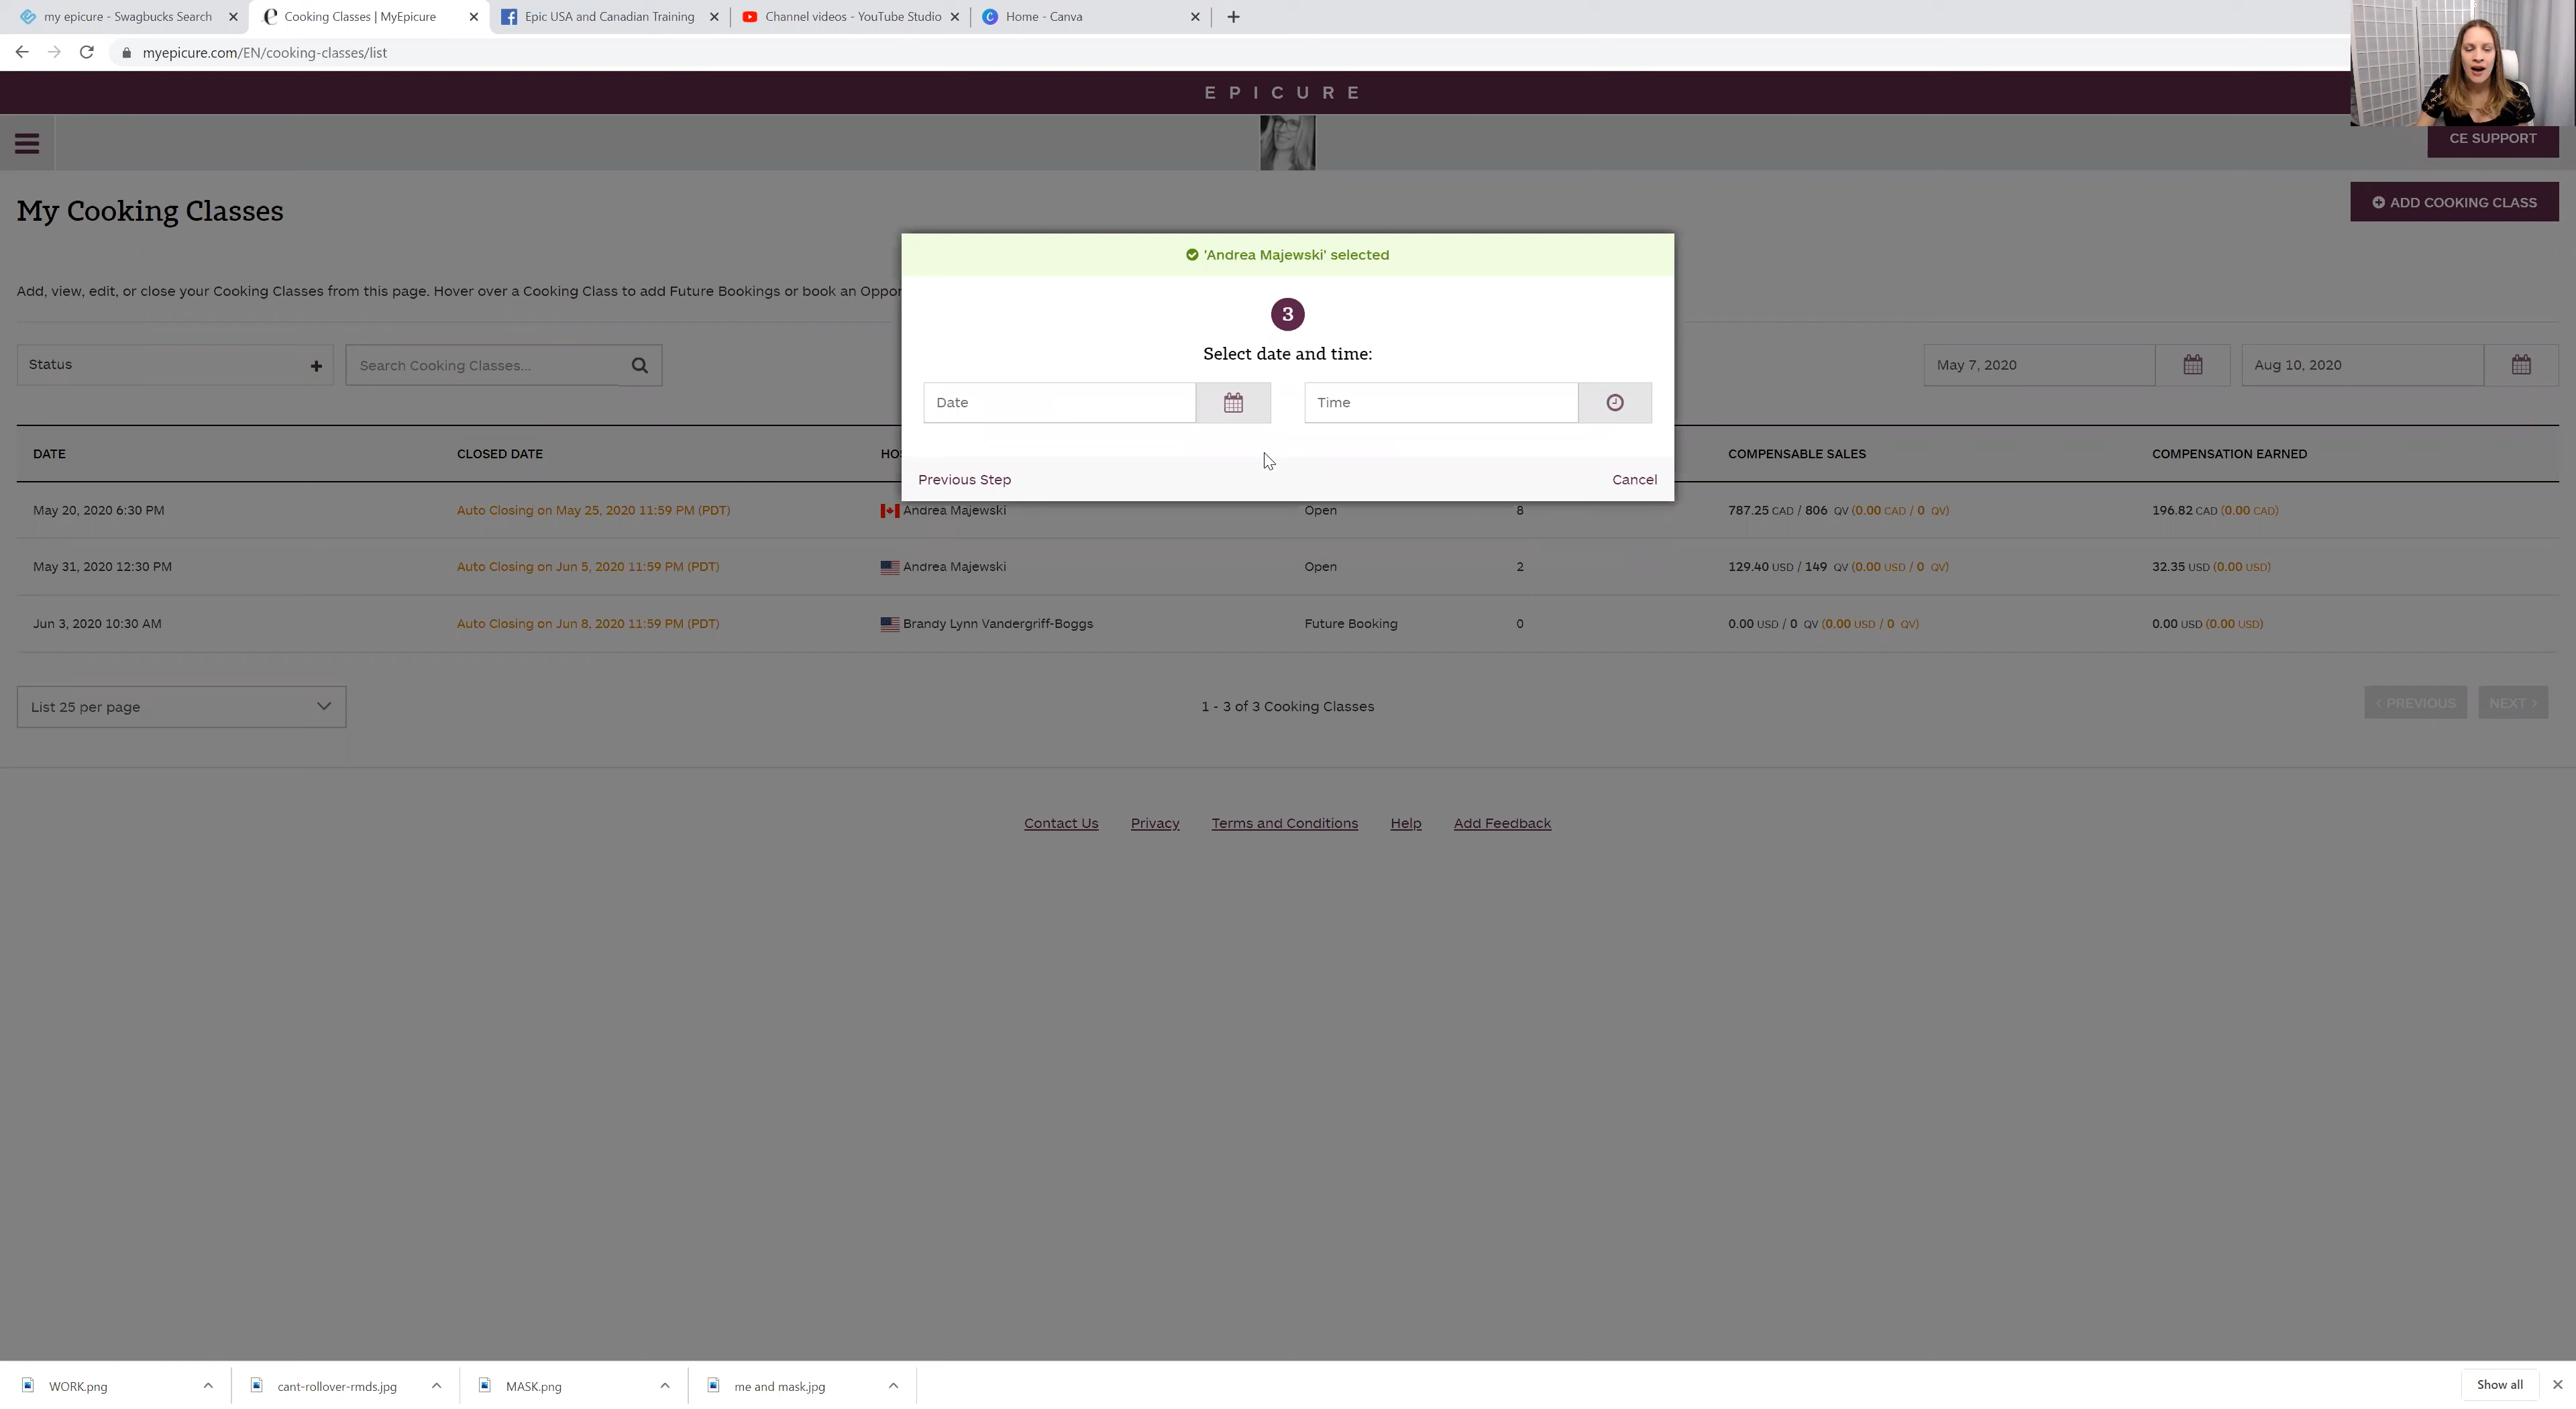 my epicure - Swagbucks Search
Cooking Classes | MyEpicure
Epic USA and Canadian Training
Channel videos - YouTube Studio
Home - Canva
myepicure.com/EN/cooking-classes/list
EPICURE
CE SUPPORT
My Cooking Classes
ADD COOKING CLASS
'Andrea Majewski' selected
Add, view, edit, or close your Cooking Classes from this page. Hover over a Cooking Class to add Future Bookings or book an
3
Select date and time:
Status
Search Cooking Classes...
May 7, 2020
Aug 10, 2020
Date
Time
DATE CLOSED DATE COMPENSABLE SALES COMPENSATION EARNED
Previous Step
Cancel
May 20, 2020 6:30 PM Auto Closing on May 25, 2020 11:59 PM (PDT) Andrea Majewski Open 8 787.25 CAD / 806 QV (0.00 CAD / 0 QV) 196.82 CAD (0.00 CAD)
May 31, 2020 12:30 PM Auto Closing on Jun 5, 2020 11:59 PM (PDT) Andrea Majewski Open 2 129.40 USD / 149 QV (0.00 USD / 0 QV) 32.35 USD (0.00 USD)
Jun 3, 2020 10:30 AM Auto Closing on Jun 8, 2020 11:59 PM (PDT) Brandy Lynn Vandergriff-Boggs Future Booking 0 0.00 USD / 0 QV (0.00 USD / 0 QV) 0.00 USD (0.00 USD)
List 25 per page
1 - 3 of 3 Cooking Classes
< PREVIOUS
NEXT >
Contact Us Privacy Terms and Conditions Help Add Feedback
WORK.png
cant-rollover-rmds.jpg
MASK.png
me and mask.jpg
Show all